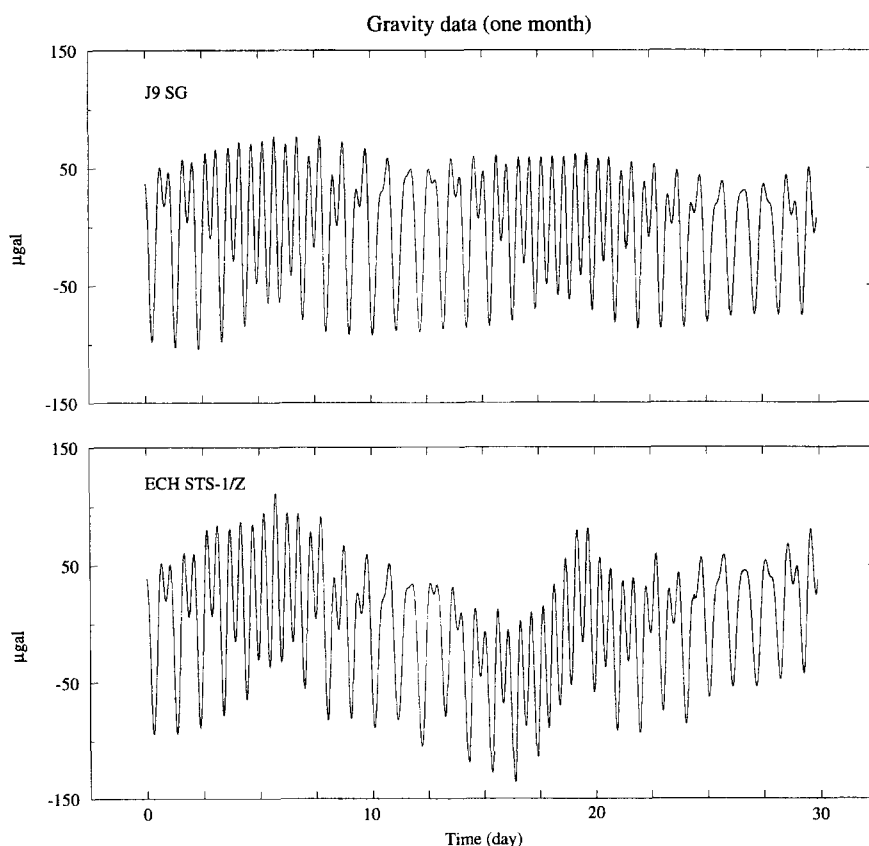 Gravity data (one month)
150
J9 SG
50
μgal
-50
-150
150
ECH STS-1/Z
50
μgal
-50
-150
0 10 20 30
Time (day)